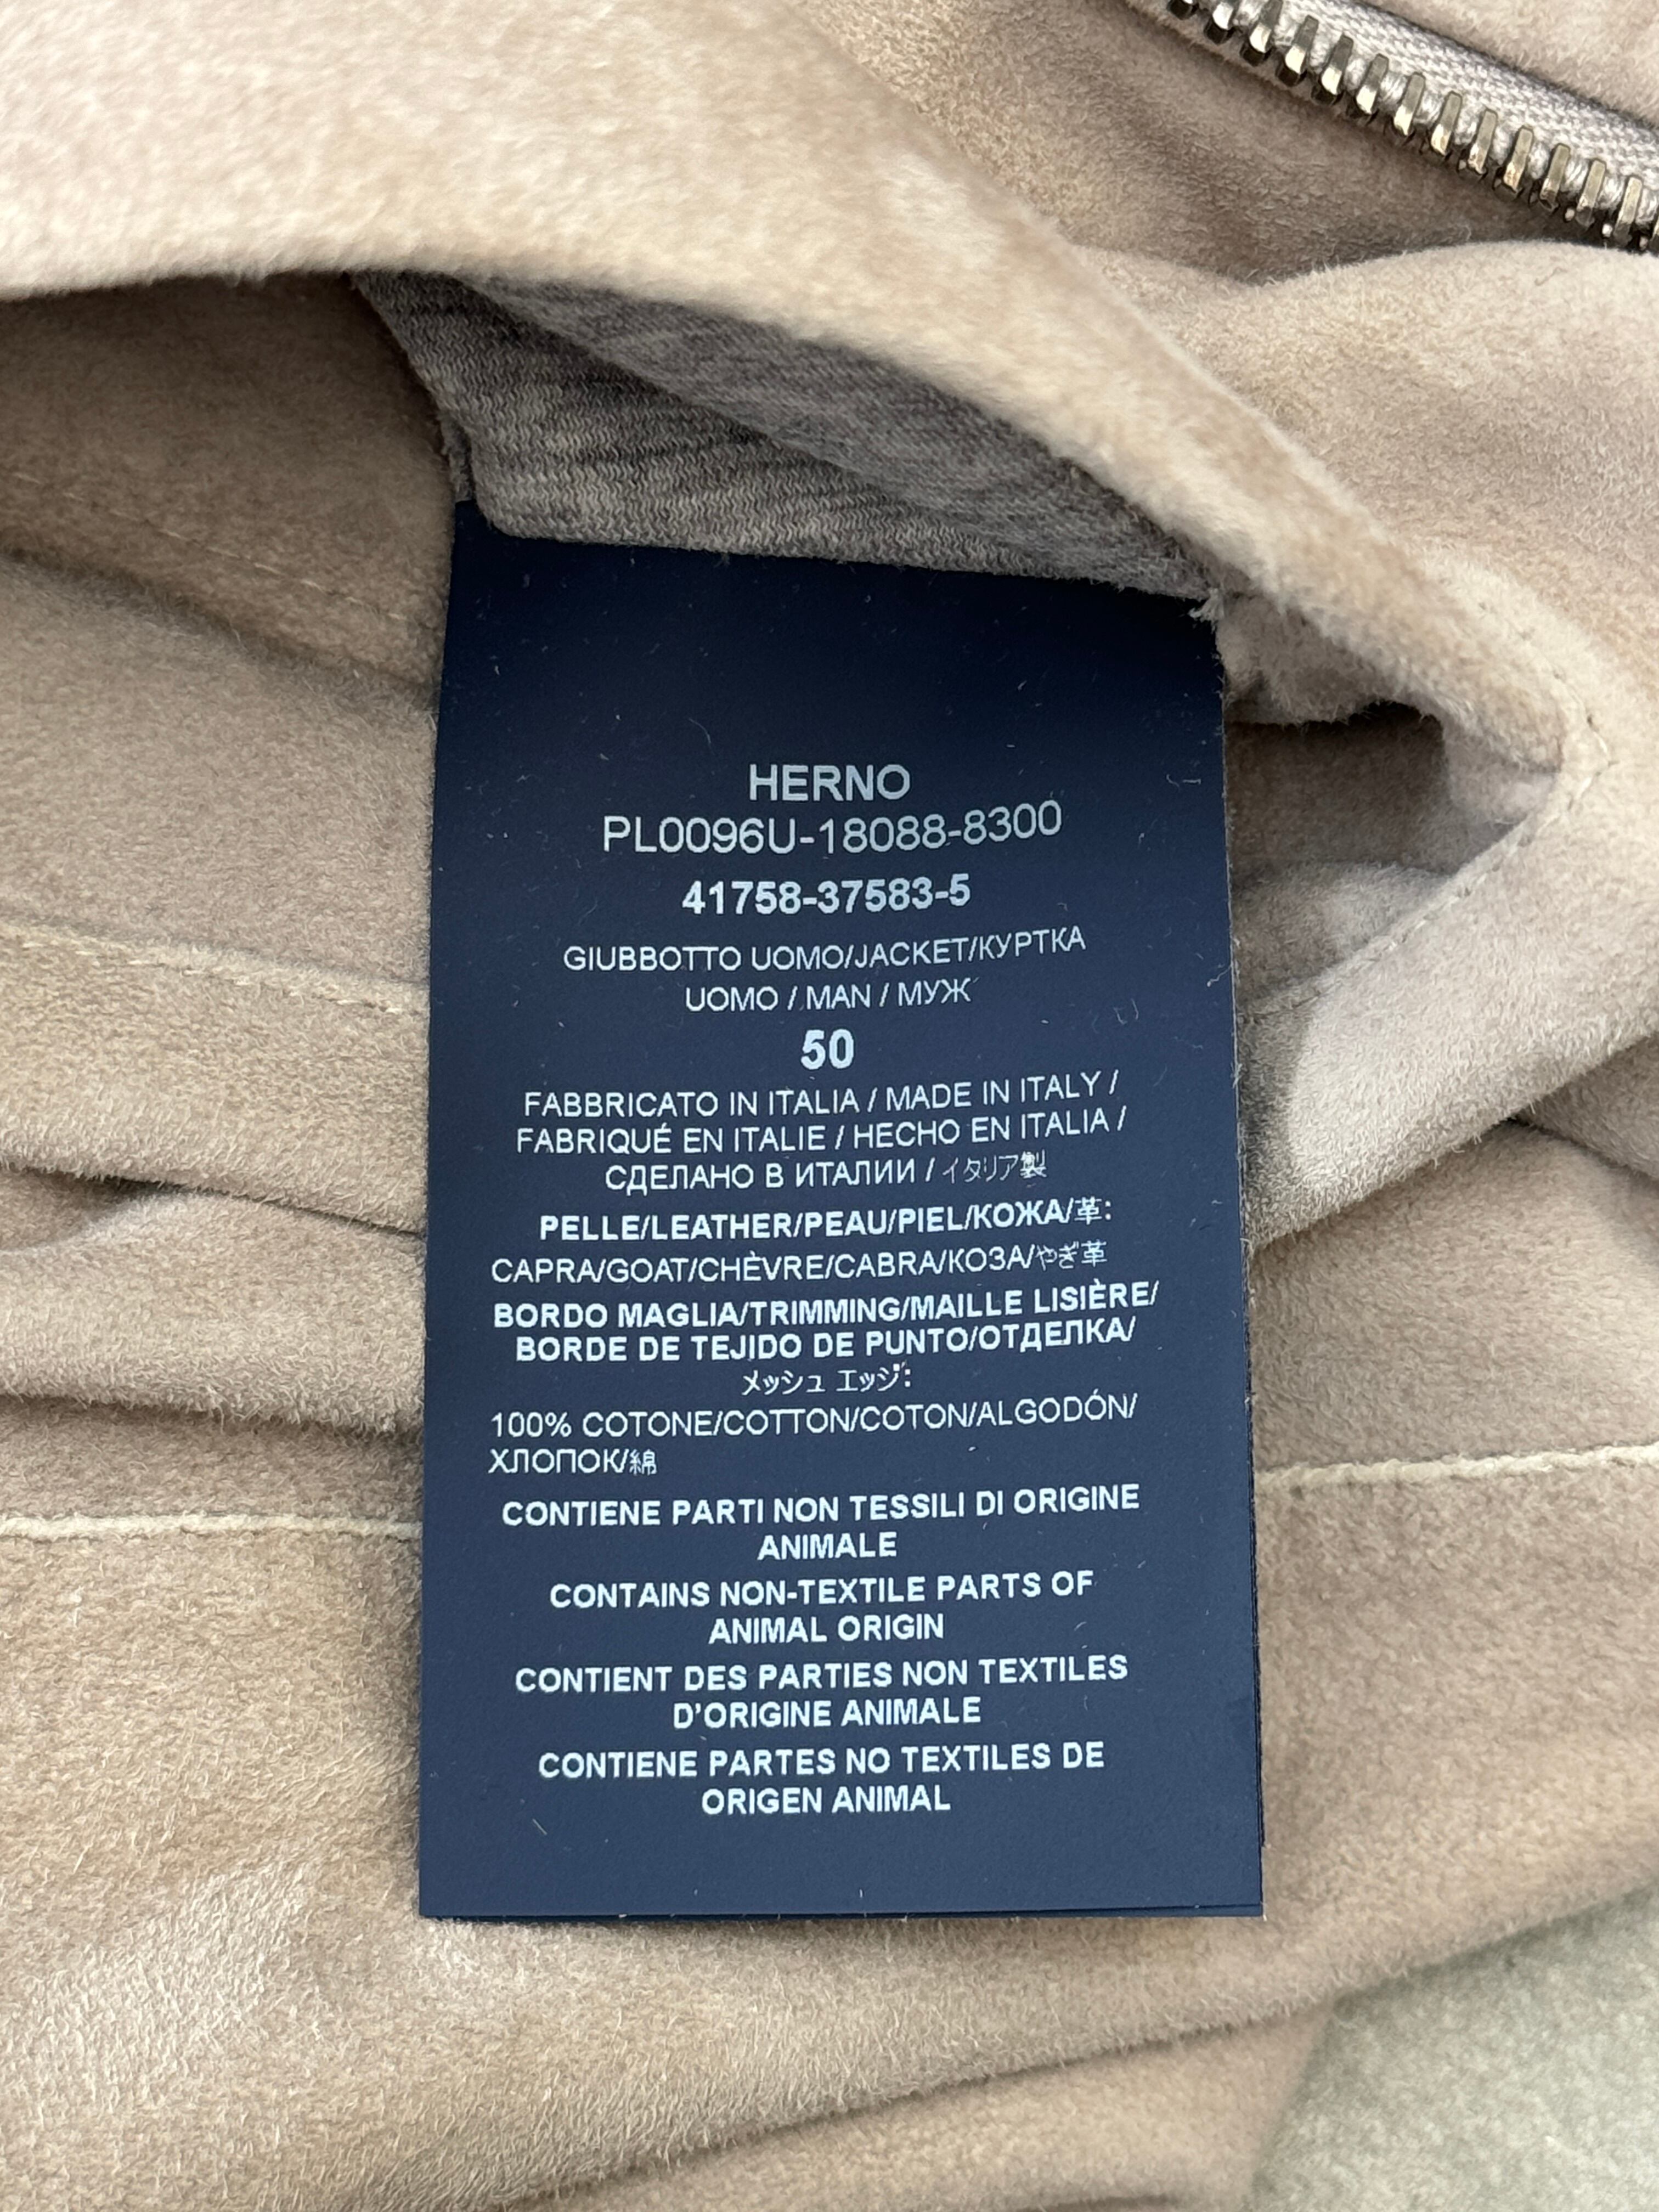 HERNO
PL0096U-18088-8300
41758-37583-5
GIUBBOTTO UOMO/JACKET/КУРТКА
UOMO / MAN / МУЖ
50
FABBRICATO IN ITALIA / MADE IN ITALY /
FABRIQUÉ EN ITALIE / HECHO EN ITALIA /
СДЕЛАНО В ИТАЛИИ / イタリア製
PELLE/LEATHER/PEAU/PIEL/КОЖА/革:
CAPRA/GOAT/CHÈVRE/CABRA/КОЗА/やぎ革
BORDO MAGLIA/TRIMMING/MAILLE LISIÈRE/
BORDE DE TEJIDO DE PUNTO/ОТДЕЛКА/
メッシュ エッジ:
100% COTONE/COTTON/COTON/ALGODÓN/
ХЛОПОК/綿
CONTIENE PARTI NON TESSILI DI ORIGINE
ANIMALE
CONTAINS NON-TEXTILE PARTS OF
ANIMAL ORIGIN
CONTIENT DES PARTIES NON TEXTILES
D'ORIGINE ANIMALE
CONTIENE PARTES NO TEXTILES DE
ORIGEN ANIMAL